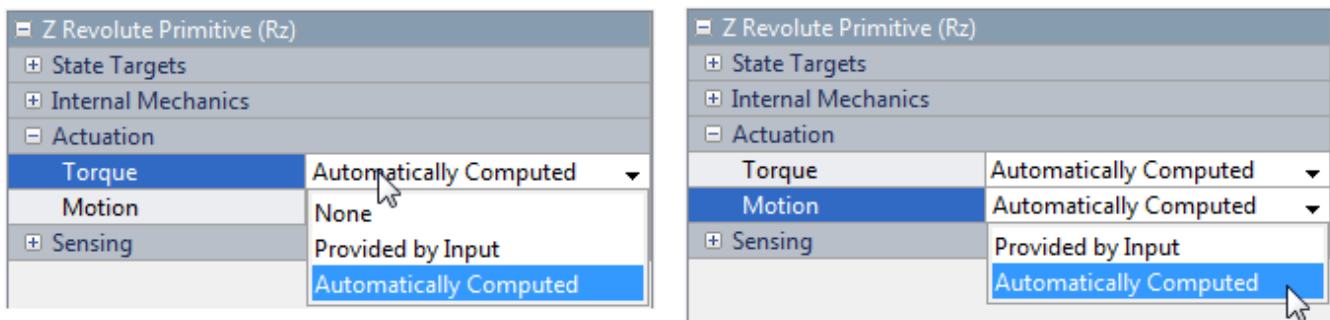 Z Revolute Primitive (Rz)
State Targets
Internal Mechanics
Actuation
Torque Automatically Computed
None
Motion
Provided by Input
Sensing
Automatically Computed
Z Revolute Primitive (Rz)
State Targets
Internal Mechanics
Actuation
Torque Automatically Computed
Motion Automatically Computed
Sensing
Provided by Input
Automatically Computed